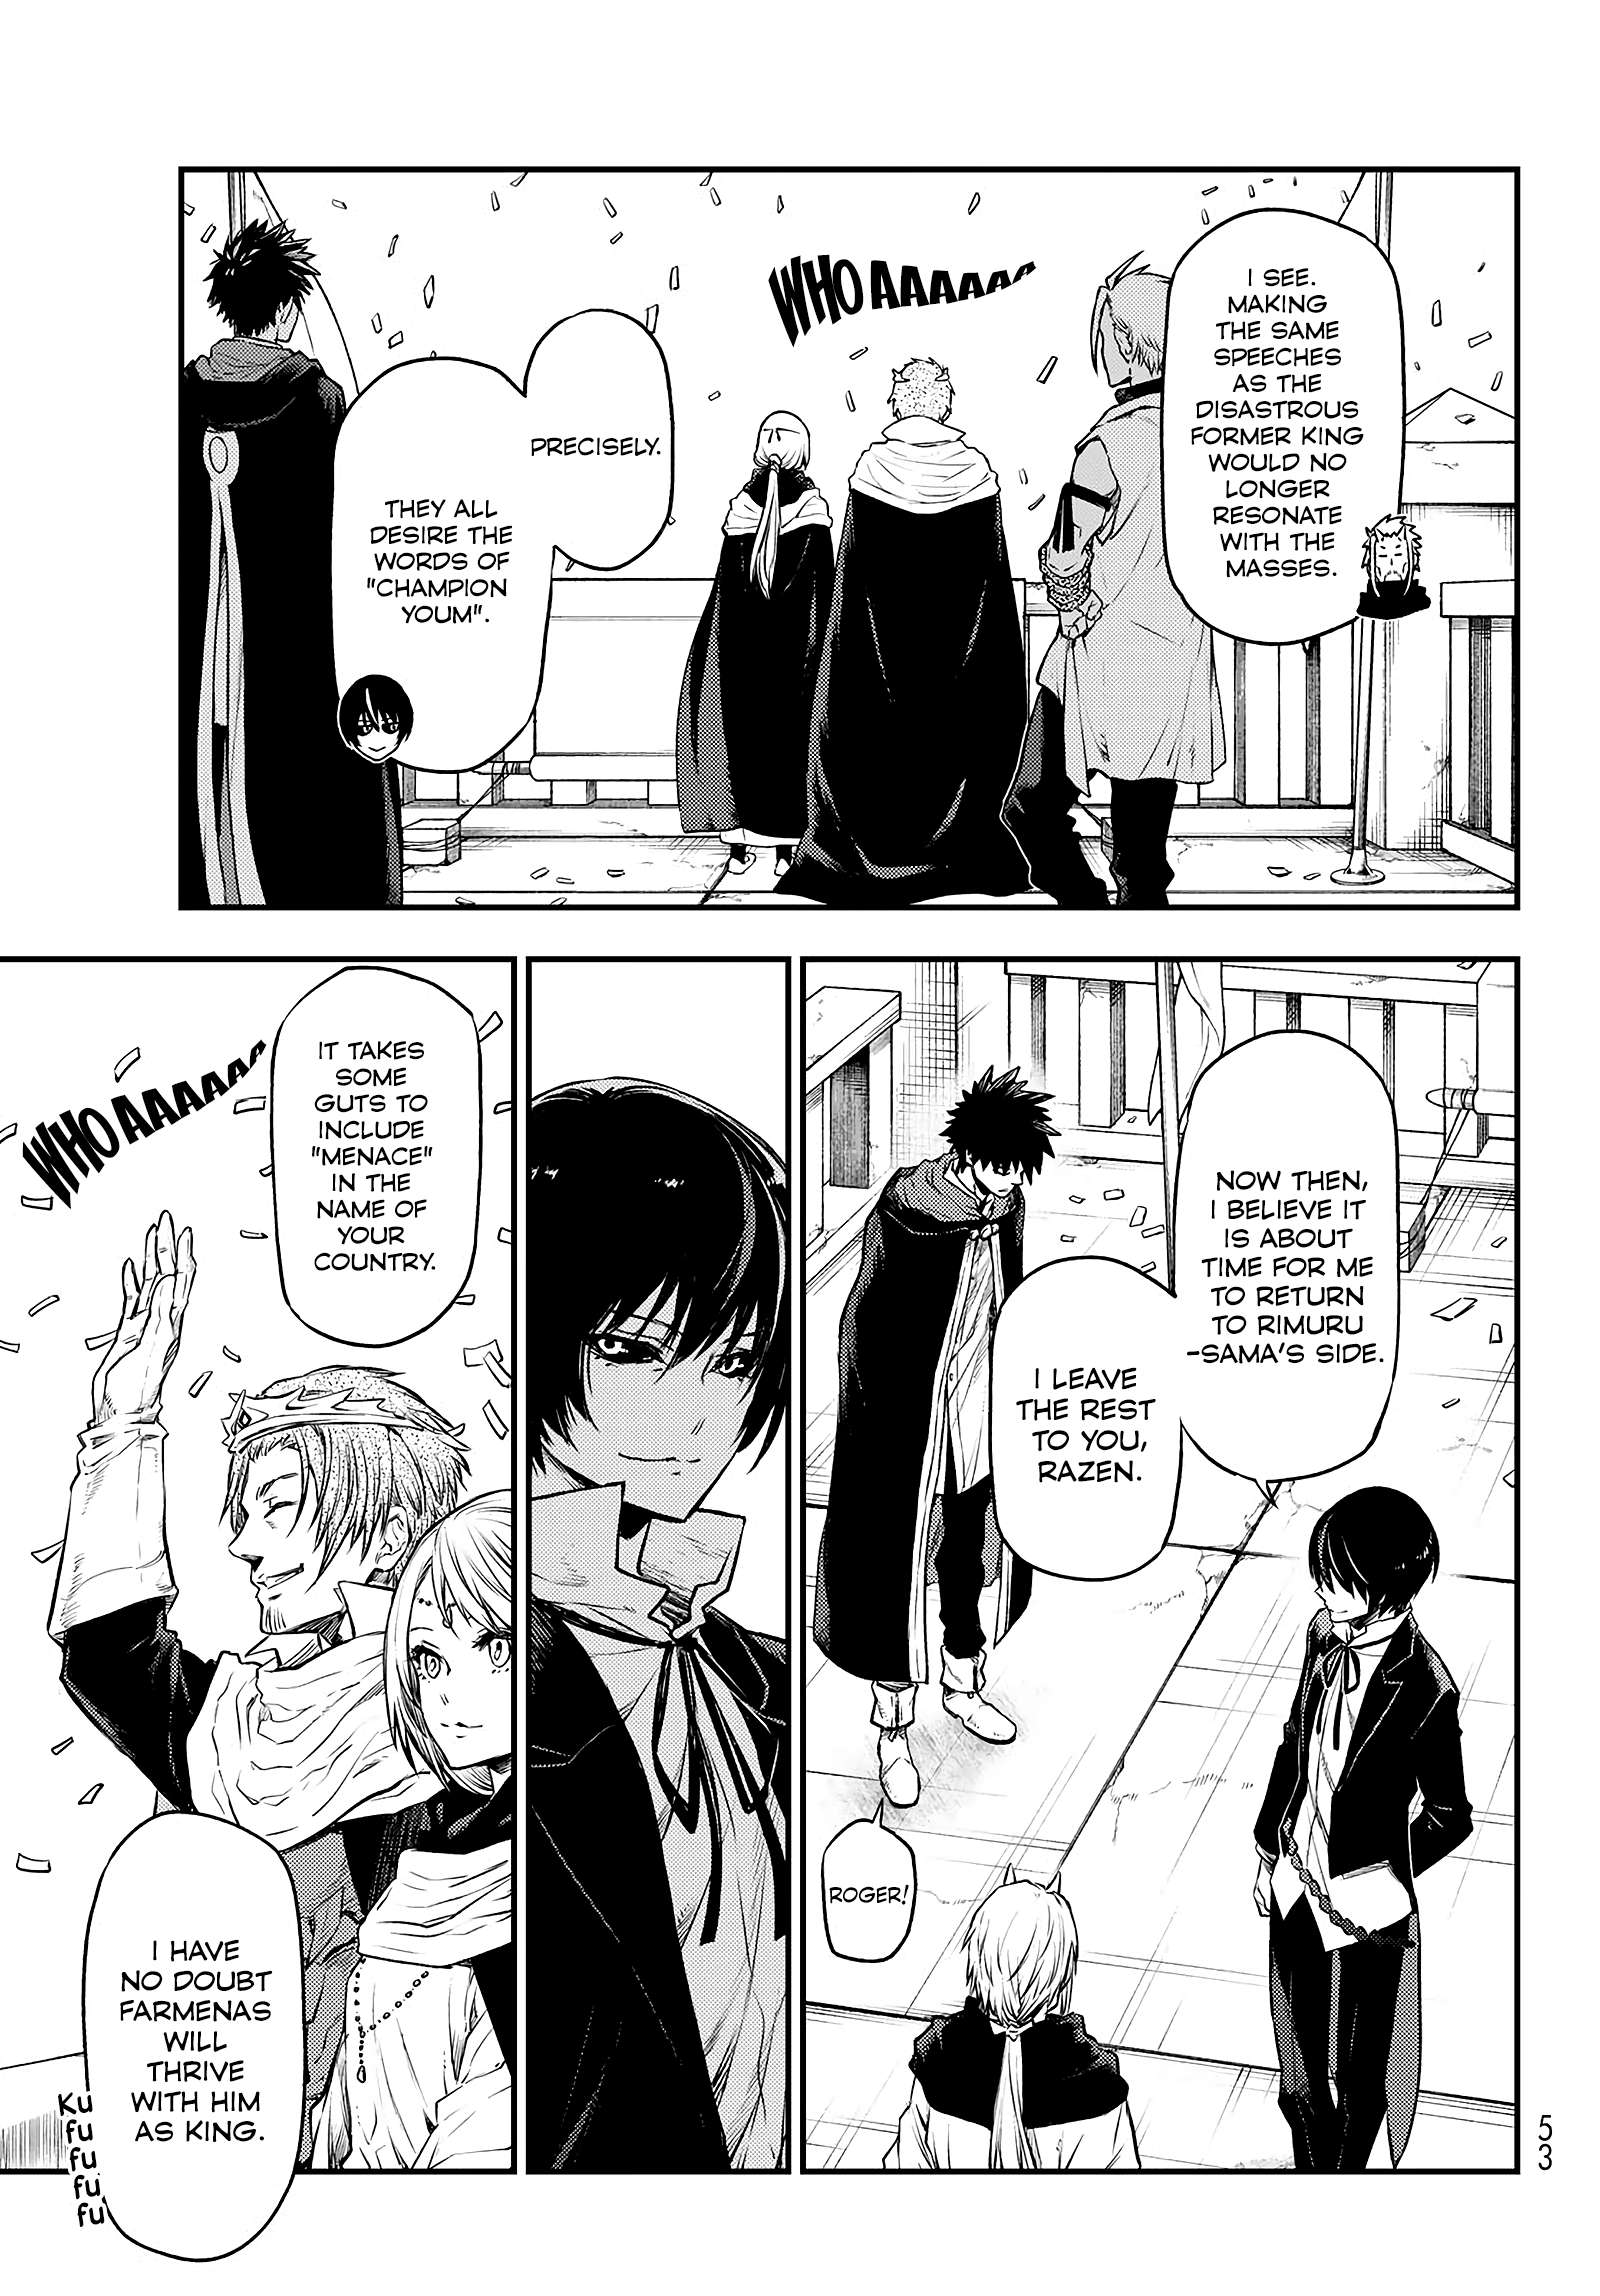 I SEE.
MAKING
THE SAME
SPEECHES
AS THE
DISASTROUS
FORMER KING
WOULD NO
LONGER
RESONATE
WITH THE
MASSES.
WHOAAAAAA
PRECISELY.
THEY ALL
DESIRE THE
WORDS OF
"CHAMPION
YOUM".
NOW THEN,
I BELIEVE IT
IS ABOUT
TIME FOR ME
TO RETURN
TO RIMURU
-SAMA'S SIDE.
I LEAVE
THE REST
TO YOU,
RAZEN.
ROGER!
IT TAKES
SOME
GUTS TO
INCLUDE
"MENACE"
IN THE
NAME OF
YOUR
COUNTRY.
WHOAAAAAA
I HAVE
NO DOUBT
FARMENAS
WILL
THRIVE
WITH HIM
AS KING.
Ku
fu
fu
fu
fu
53